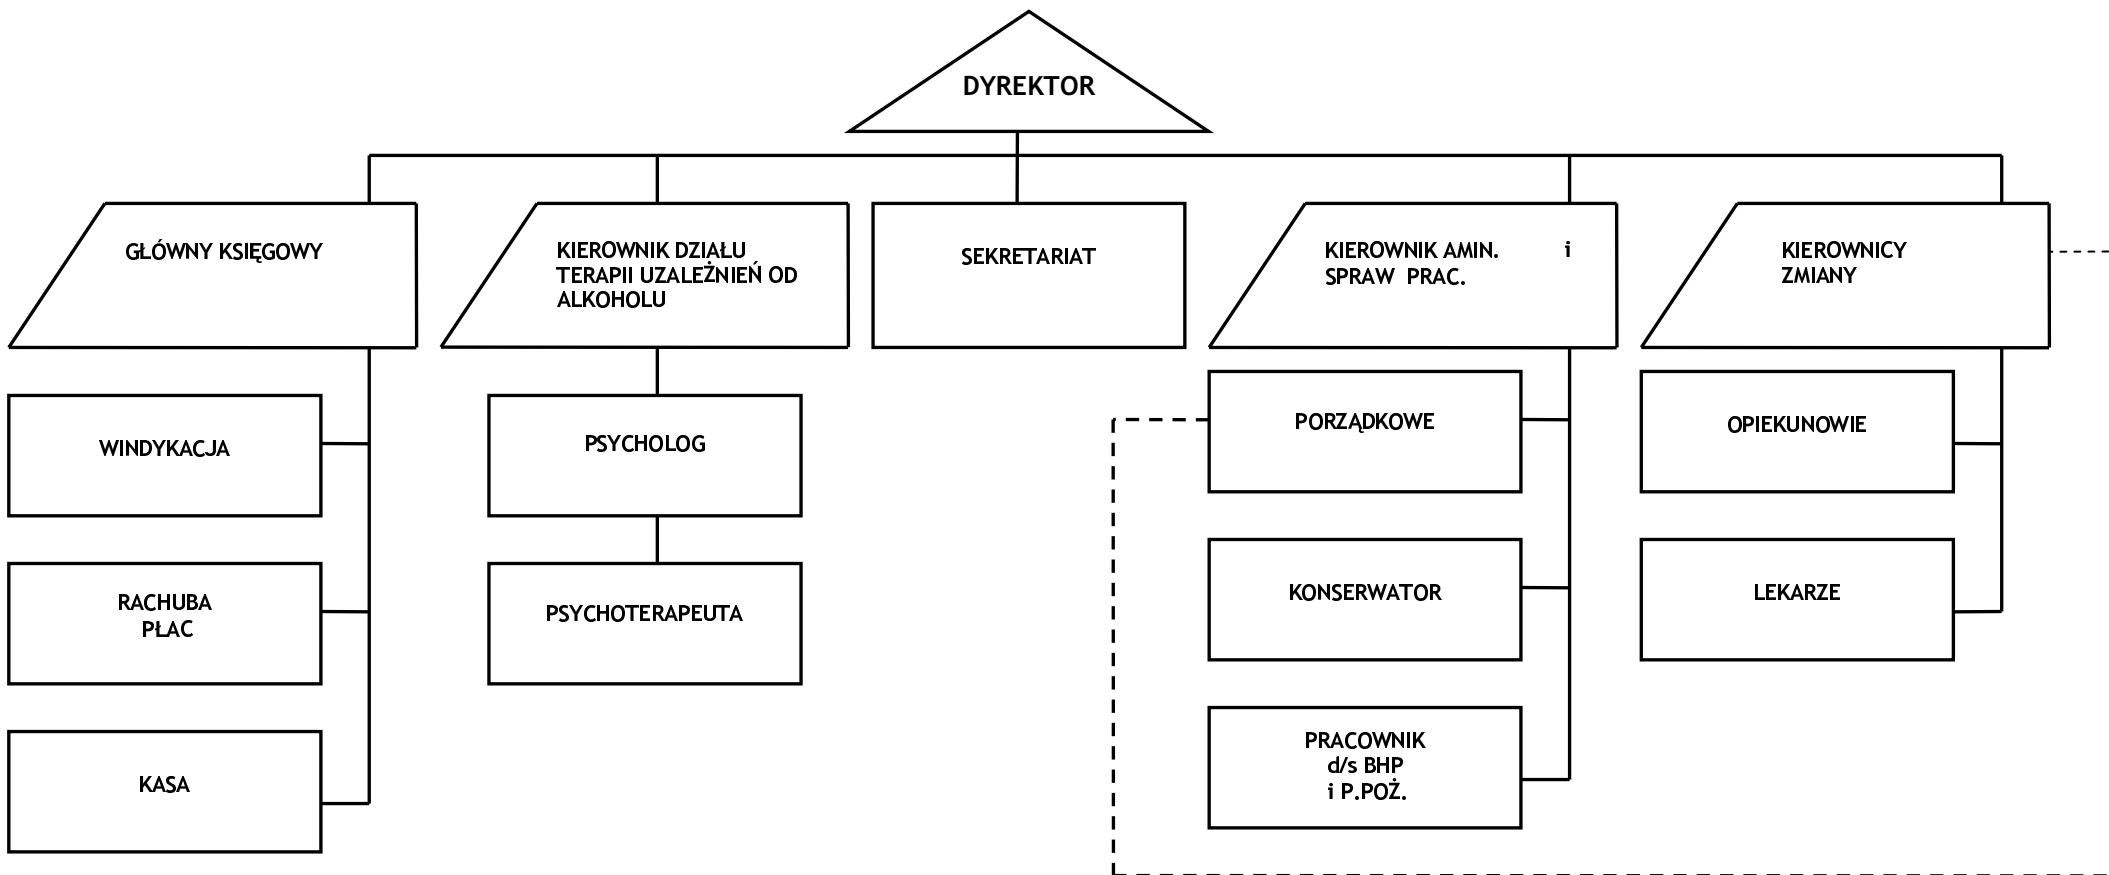 DYREKTOR
GŁÓWNY KSIĘGOWY
KIEROWNIK DZIAŁU
TERAPII UZALEŻNIEŃ OD
ALKOHOLU
SEKRETARIAT
KIEROWNIK AMIN. i
SPRAW PRAC.
KIEROWNICY
ZMIANY
WINDYKACJA
PSYCHOLOG
PORZĄDKOWE
OPIEKUNOWIE
RACHUBA
PŁAC
PSYCHOTERAPEUTA
KONSERWATOR
LEKARZE
KASA
PRACOWNIK
d/s BHP
i P.POŻ.